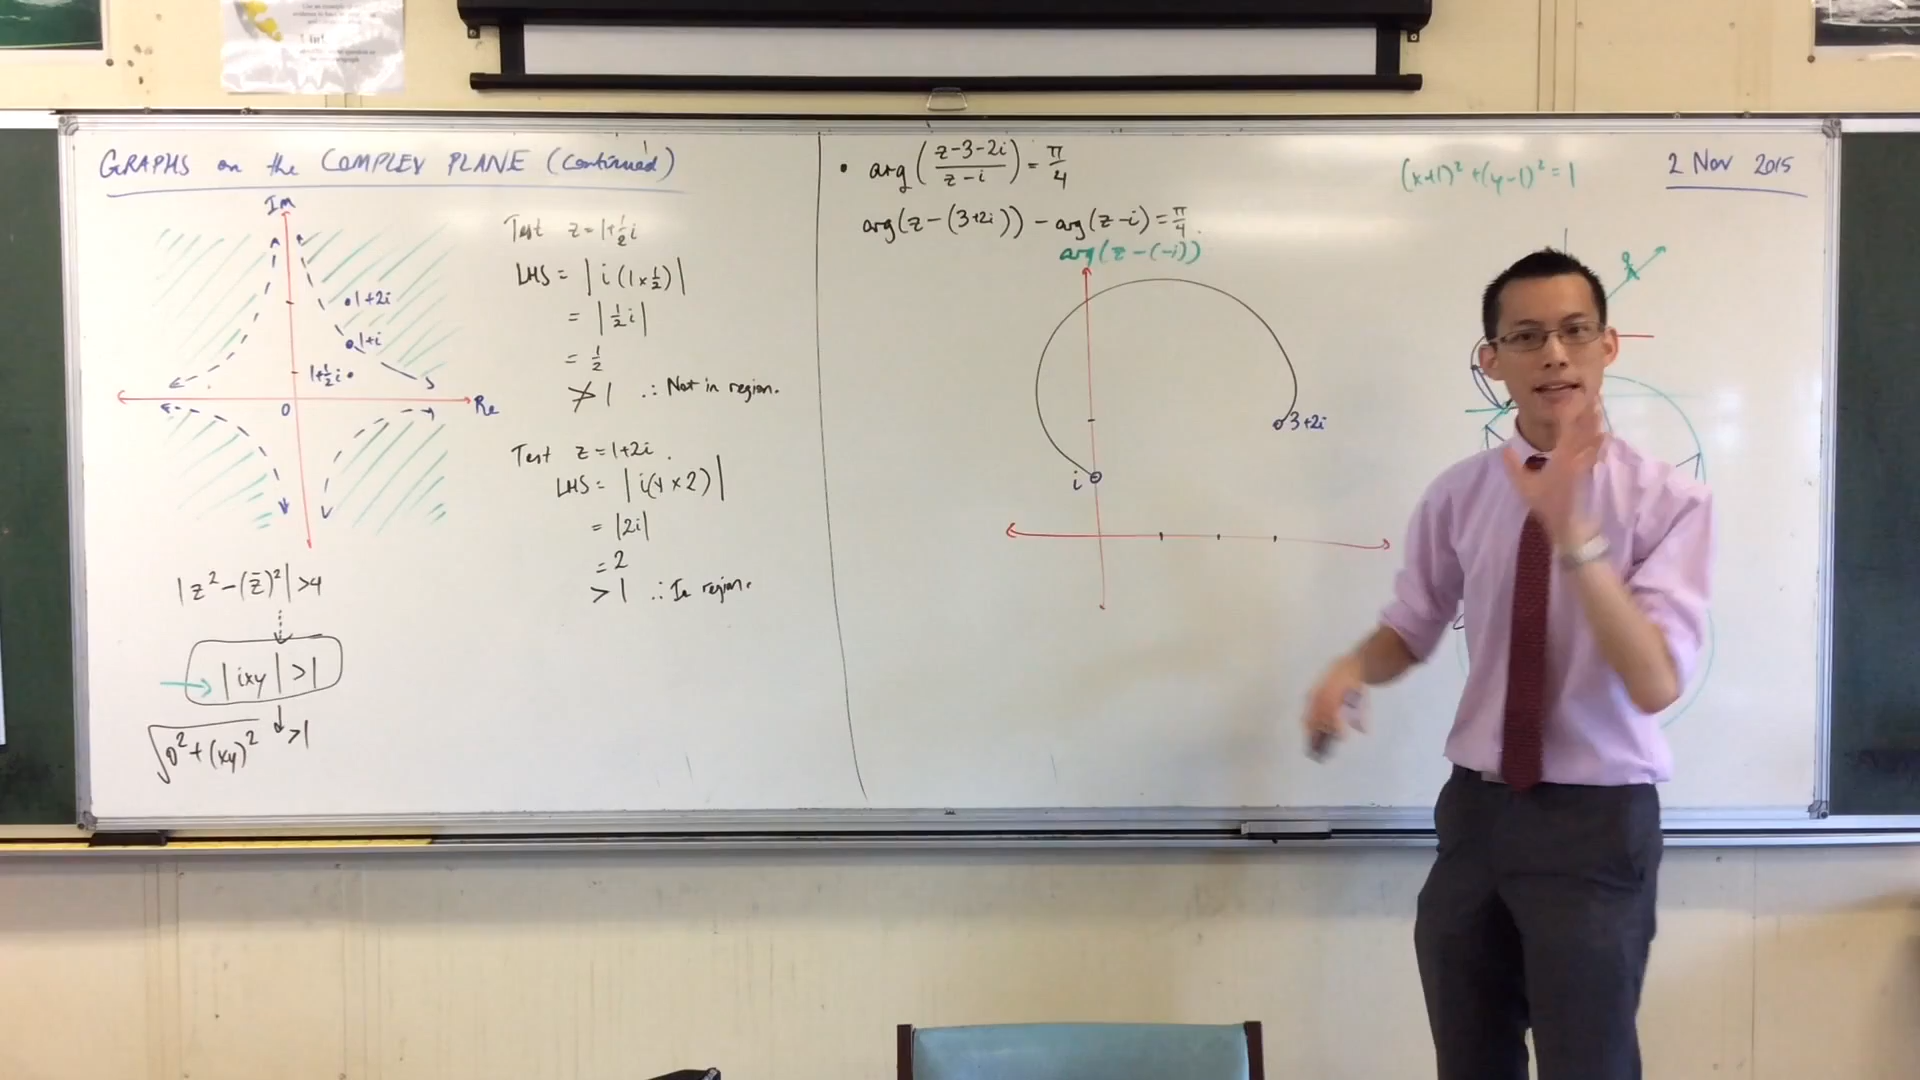 GRAPHS on the COMPLEX PLANE (Continued)
Im
1+2i
1+i
1+½i
0
Re
|z² - (z̄)²| > 4
|ixy| > 1
√(0² + (xy)²) > 1
Test z = 1+½i
LHS = |i(1×½)|
= |½i|
= ½
≯ 1 ∴ Not in region.
Test z = 1+2i.
LHS = |i(1×2)|
= |2i|
= 2
> 1 ∴ In region.
• arg((z-3-2i)/(z-i)) = π/4
arg(z-(3+2i)) - arg(z-i) = π/4.
arg(z-(-i))
3+2i
i
(x+1)² + (y-1)² = 1
2 Nov 2015